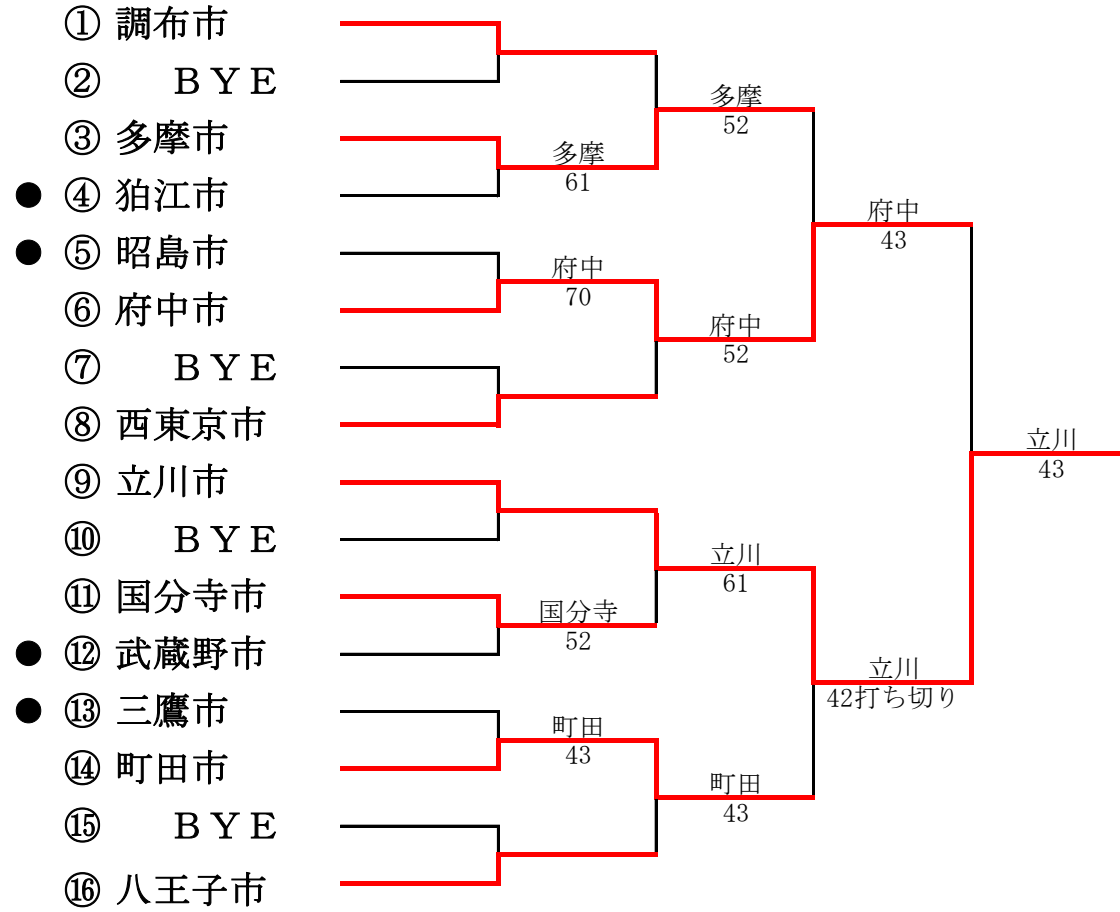 ① 調布市
② ＢＹＥ
③ 多摩市
● ④ 狛江市
● ⑤ 昭島市
⑥ 府中市
⑦ ＢＹＥ
⑧ 西東京市
⑨ 立川市
⑩ ＢＹＥ
⑪ 国分寺市
● ⑫ 武蔵野市
● ⑬ 三鷹市
⑭ 町田市
⑮ ＢＹＥ
⑯ 八王子市
多摩
61
府中
70
国分寺
52
町田
43
多摩
52
府中
52
立川
61
町田
43
府中
43
立川
42打ち切り
立川
43